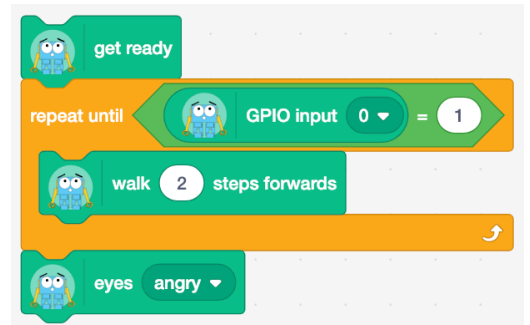 get ready
repeat until GPIO input 0 = 1
walk 2 steps forwards
eyes angry